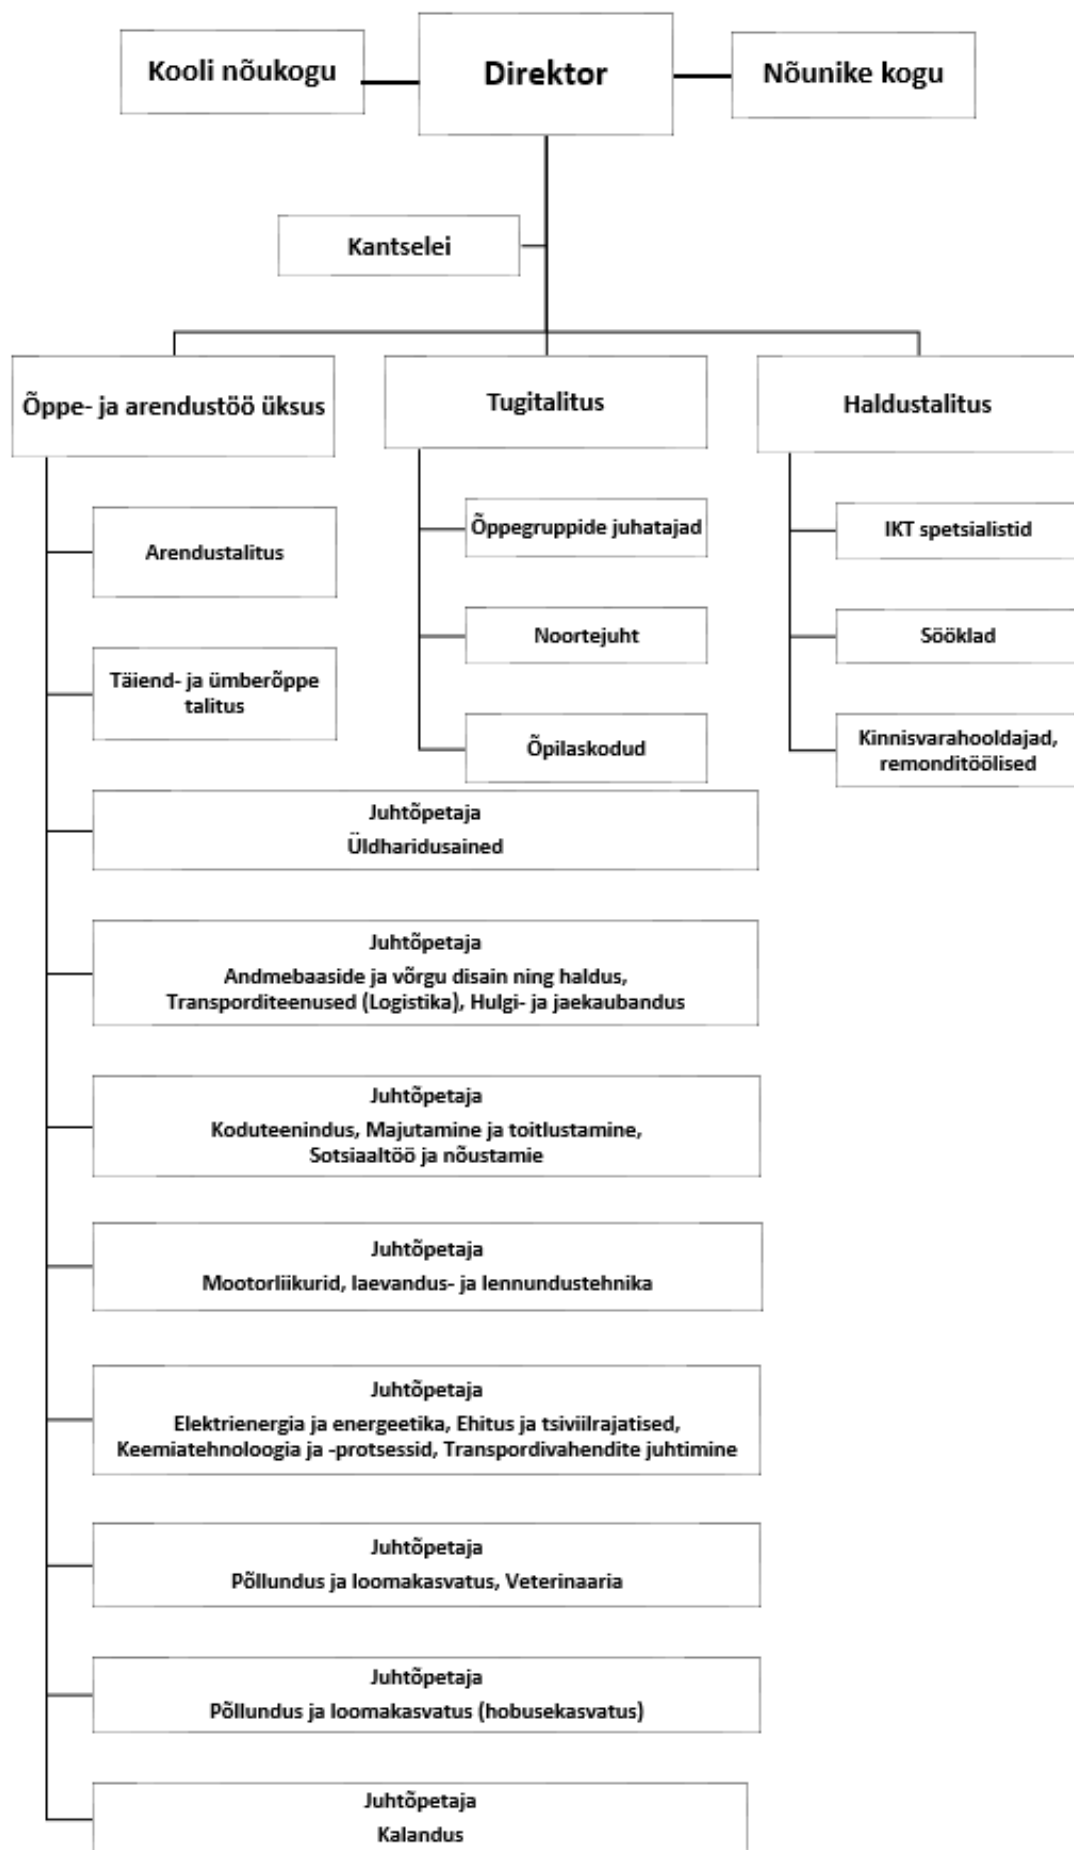 Kooli nõukogu
Direktor
Nõunike kogu
Kantselei
Õppe- ja arendustöö üksus
Tugitalitus
Haldustalitus
Arendustalitus
Õppegruppide juhatajad
IKT spetsialistid
Noortejuht
Sööklad
Täiend- ja ümberõppe
talitus
Õpilaskodud
Kinnisvarahooldajad,
remonditöölised
Juhtõpetaja
Üldharidusained
Juhtõpetaja
Andmebaaside ja võrgu disain ning haldus,
Transporditeenused (Logistika), Hulgi- ja jaekaubandus
Juhtõpetaja
Koduteenindus, Majutamine ja toitlustamine,
Sotsiaaltöö ja nõustamie
Juhtõpetaja
Mootorliikurid, laevandus- ja lennundustehnika
Juhtõpetaja
Elektrienergia ja energeetika, Ehitus ja tsiviilrajatised,
Keemiatehnoloogia ja -protsessid, Transpordivahendite juhtimine
Juhtõpetaja
Põllundus ja loomakasvatus, Veterinaaria
Juhtõpetaja
Põllundus ja loomakasvatus (hobusekasvatus)
Juhtõpetaja
Kalandus